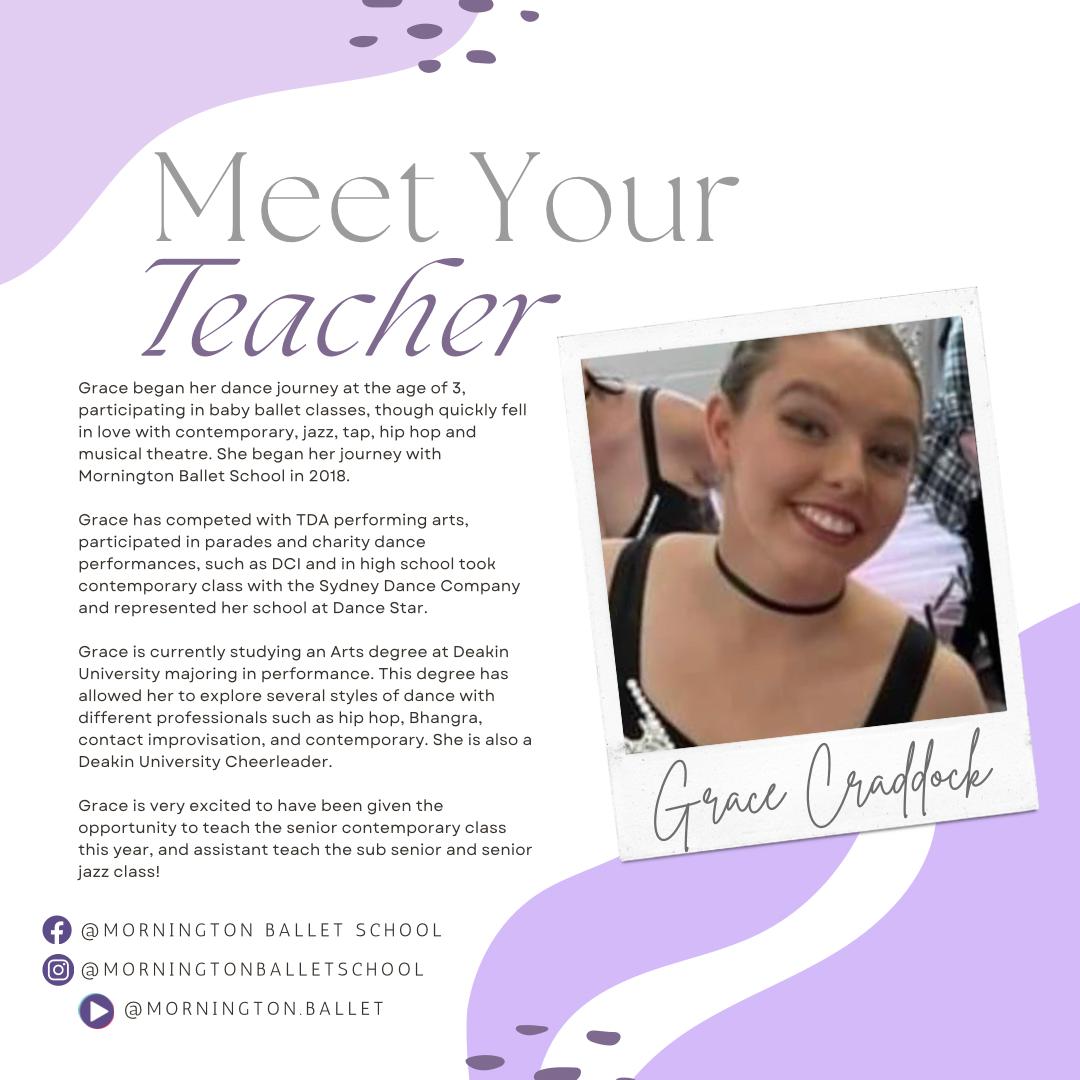 Meet Your
Teacher
Grace began her dance journey at the age of 3,
participating in baby ballet classes, though quickly fell
in love with contemporary, jazz, tap, hip hop and
musical theatre. She began her journey with
Mornington Ballet School in 2018.
Grace has competed with TDA performing arts,
participated in parades and charity dance
performances, such as DCI and in high school took
contemporary class with the Sydney Dance Company
and represented her school at Dance Star.
Grace is currently studying an Arts degree at Deakin
University majoring in performance. This degree has
allowed her to explore several styles of dance with
different professionals such as hip hop, Bhangra,
contact improvisation, and contemporary. She is also a
Deakin University Cheerleader.
Grace is very excited to have been given the
opportunity to teach the senior contemporary class
this year, and assistant teach the sub senior and senior
jazz class!
Grace Craddock
@MORNINGTON BALLET SCHOOL
@MORNINGTONBALLETSCHOOL
@MORNINGTON.BALLET